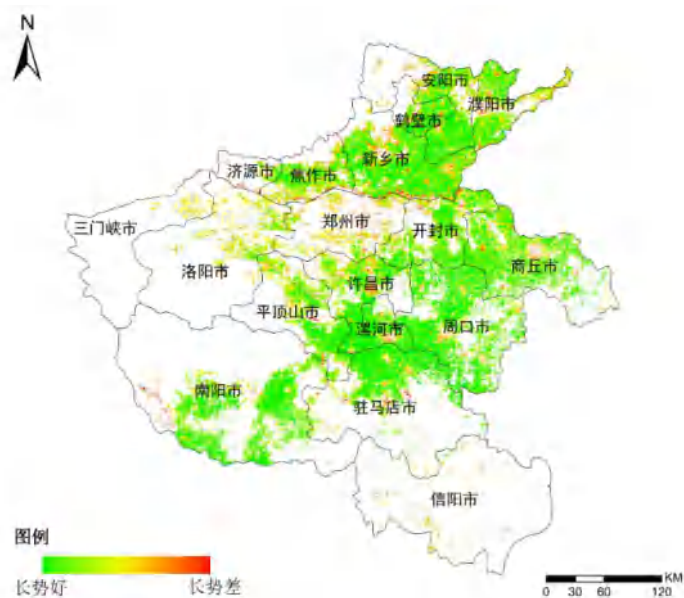 N
安阳市
濮阳市
鹤壁市
新乡市
济源市
焦作市
三门峡市
郑州市
开封市
洛阳市
商丘市
许昌市
平顶山市
漯河市
周口市
南阳市
驻马店市
信阳市
图例
长势好 长势差
KM
0 30 60 120